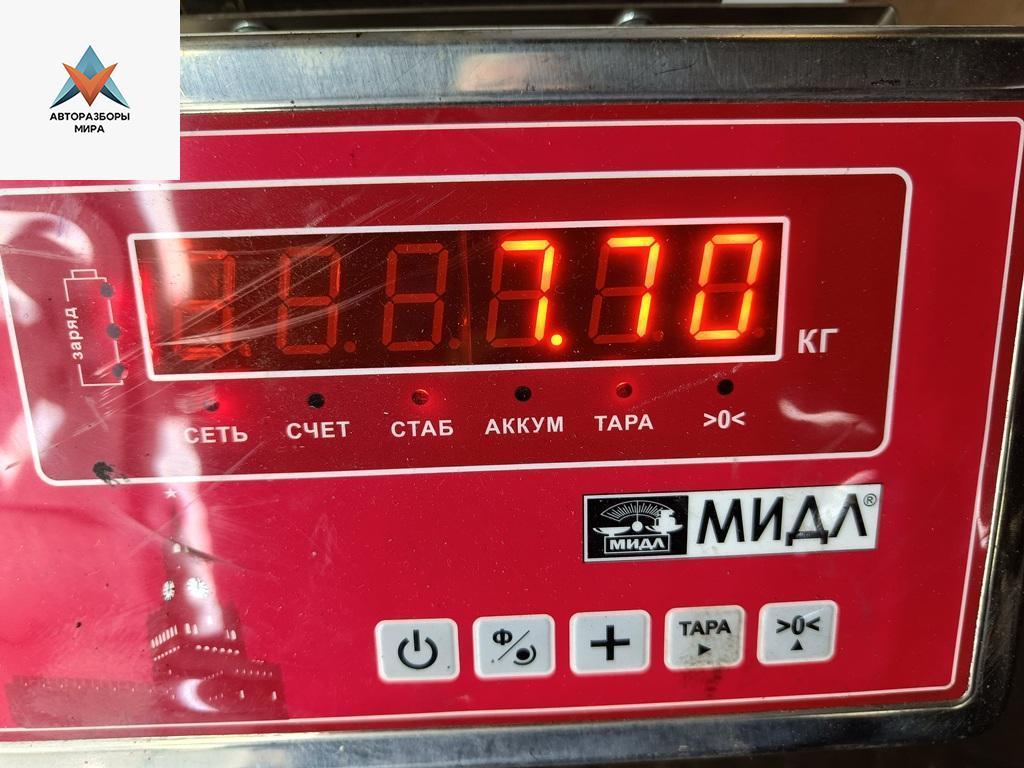 АВТОРАЗБОРЫ
МИРА
заряд
7.70
КГ
СЕТЬ СЧЕТ СТАБ АККУМ ТАРА >0<
МИДЛ МИДЛ®
Ф ТАРА >0<